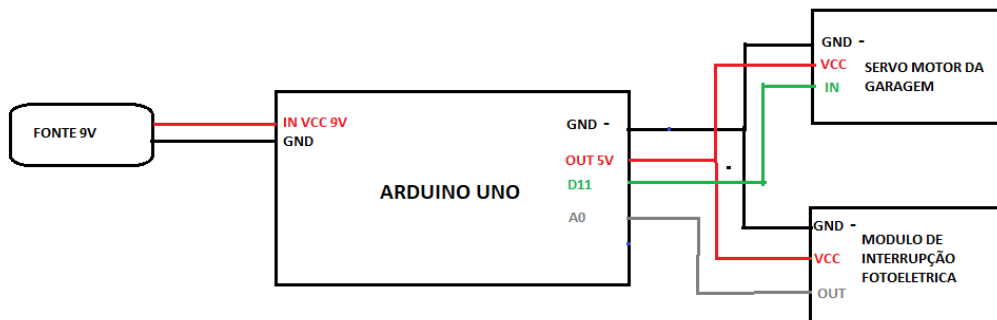 FONTE 9V
IN VCC 9V
GND
ARDUINO UNO
GND -
OUT 5V
D11
A0
GND -
VCC
IN
SERVO MOTOR DA
GARAGEM
GND -
VCC
OUT
MODULO DE
INTERRUPÇÃO
FOTOELETRICA